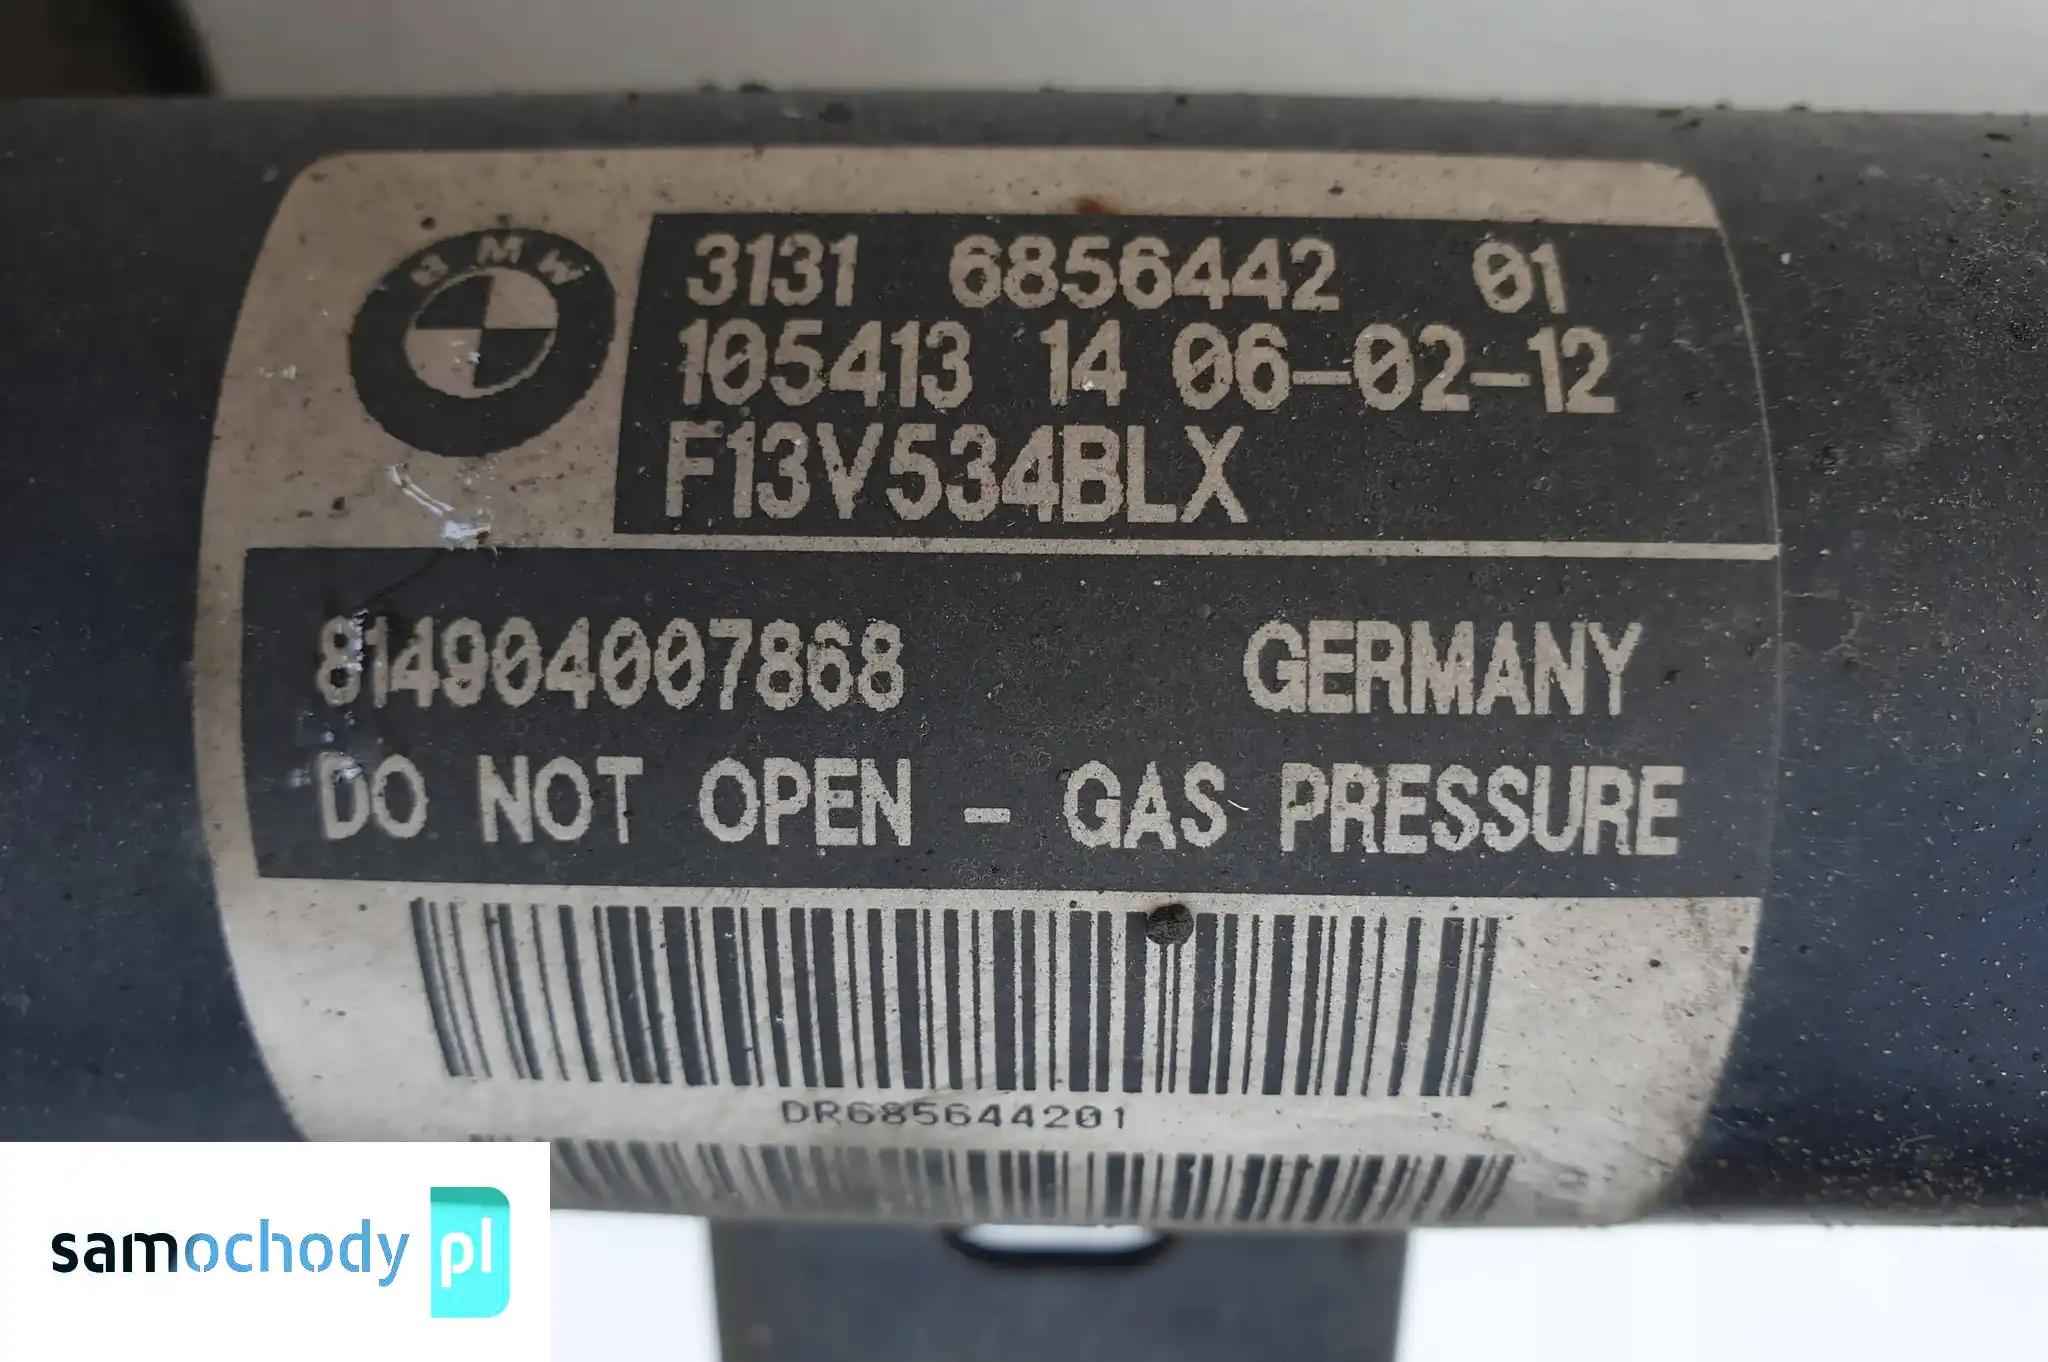 BMW
3131 6856442 01
105413 14 06-02-12
F13V534BLX
814904007868 GERMANY
DO NOT OPEN - GAS PRESSURE
DR685644201
samochody pl